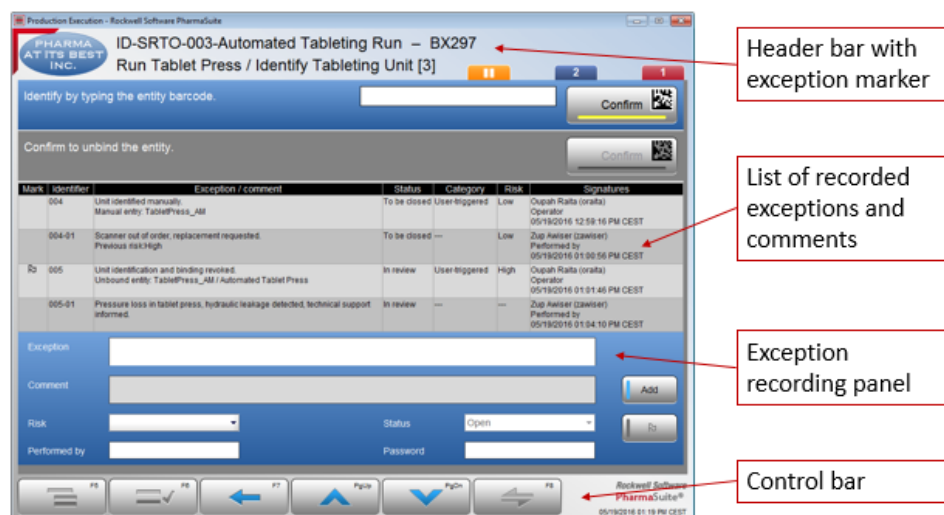 Production Execution - Rockwell Software PharmaSuite
PHARMA
AT ITS BEST
INC.
ID-SRTO-003-Automated Tableting Run – BX297
Run Tablet Press / Identify Tableting Unit [3]
2
1
Header bar with
exception marker
Identify by typing the entity barcode.
Confirm
Confirm to unbind the entity.
Confirm
Mark Identifier Exception / comment Status Category Risk Signatures
004 Unit identified manually. To be closed User-triggered Low Oupah Raita (oraita)
Manual entry: TabletPress_AM Operator
05/19/2016 12:59:16 PM CEST
004-01 Scanner out of order, replacement requested. To be closed --- Low Zup Awiser (zawiser)
Previous risk:High Performed by
05/19/2016 01:00:56 PM CEST
005 Unit identification and binding revoked. In review User-triggered High Oupah Raita (oraita)
Unbound entity: TabletPress_AM / Automated Tablet Press Operator
05/19/2016 01:01:46 PM CEST
005-01 Pressure loss in tablet press, hydraulic leakage detected, technical support In review --- --- Zup Awiser (zawiser)
informed. Performed by
05/19/2016 01:04:10 PM CEST
List of recorded
exceptions and
comments
Exception
Comment
Add
Risk Status Open
Performed by Password
Exception
recording panel
F5 F6 F7 PgUp PgDn F8
Rockwell Software
PharmaSuite®
05/19/2016 01:19 PM CEST
Control bar